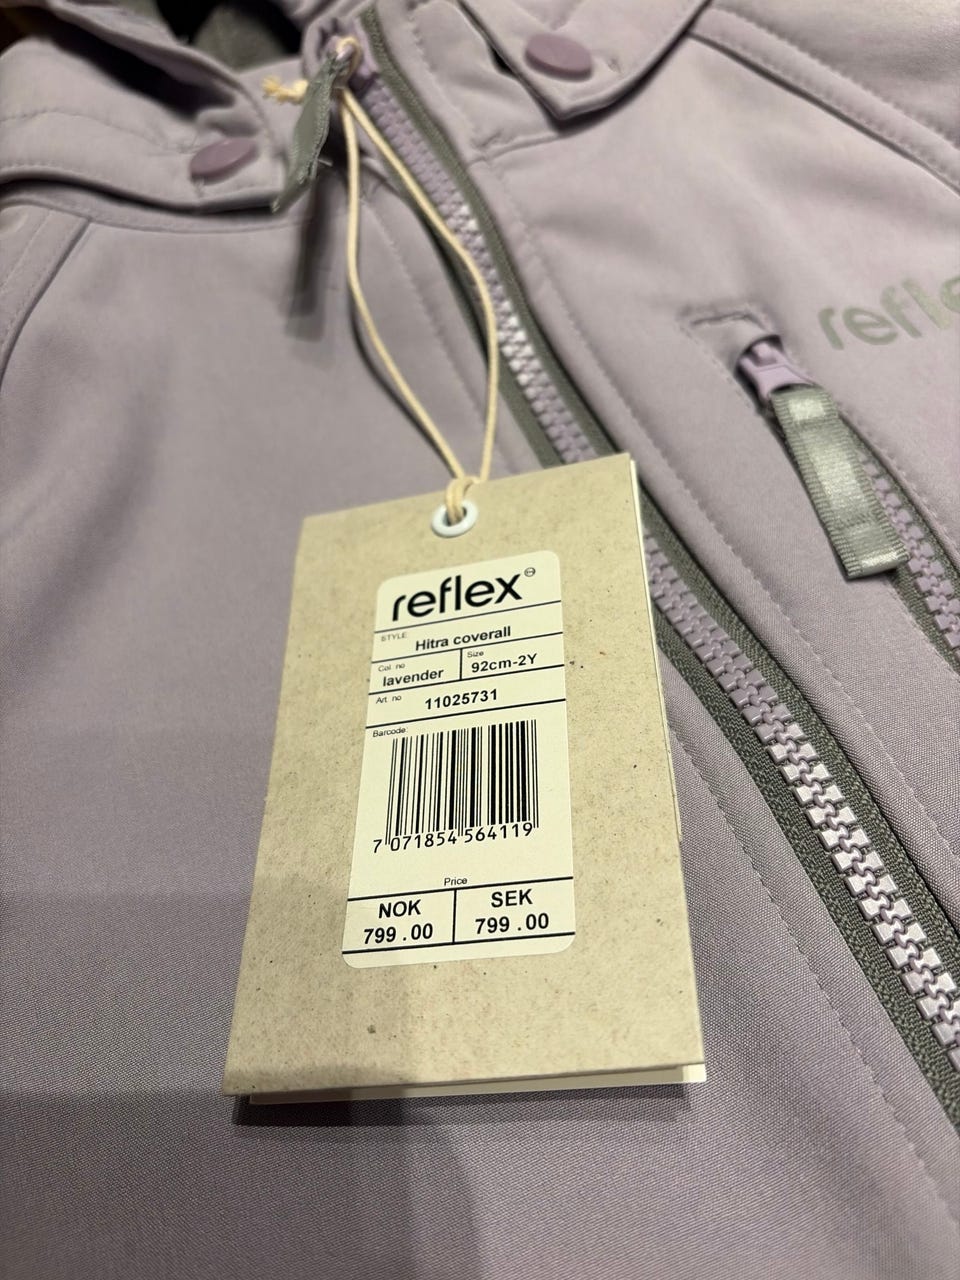 reflex
STYLE:
Hitra coverall
Col no
lavender
Size
92cm-2Y
Art no
11025731
Barcode:
7 071854 564119
Price
NOK
799 .00
SEK
799 .00
refle